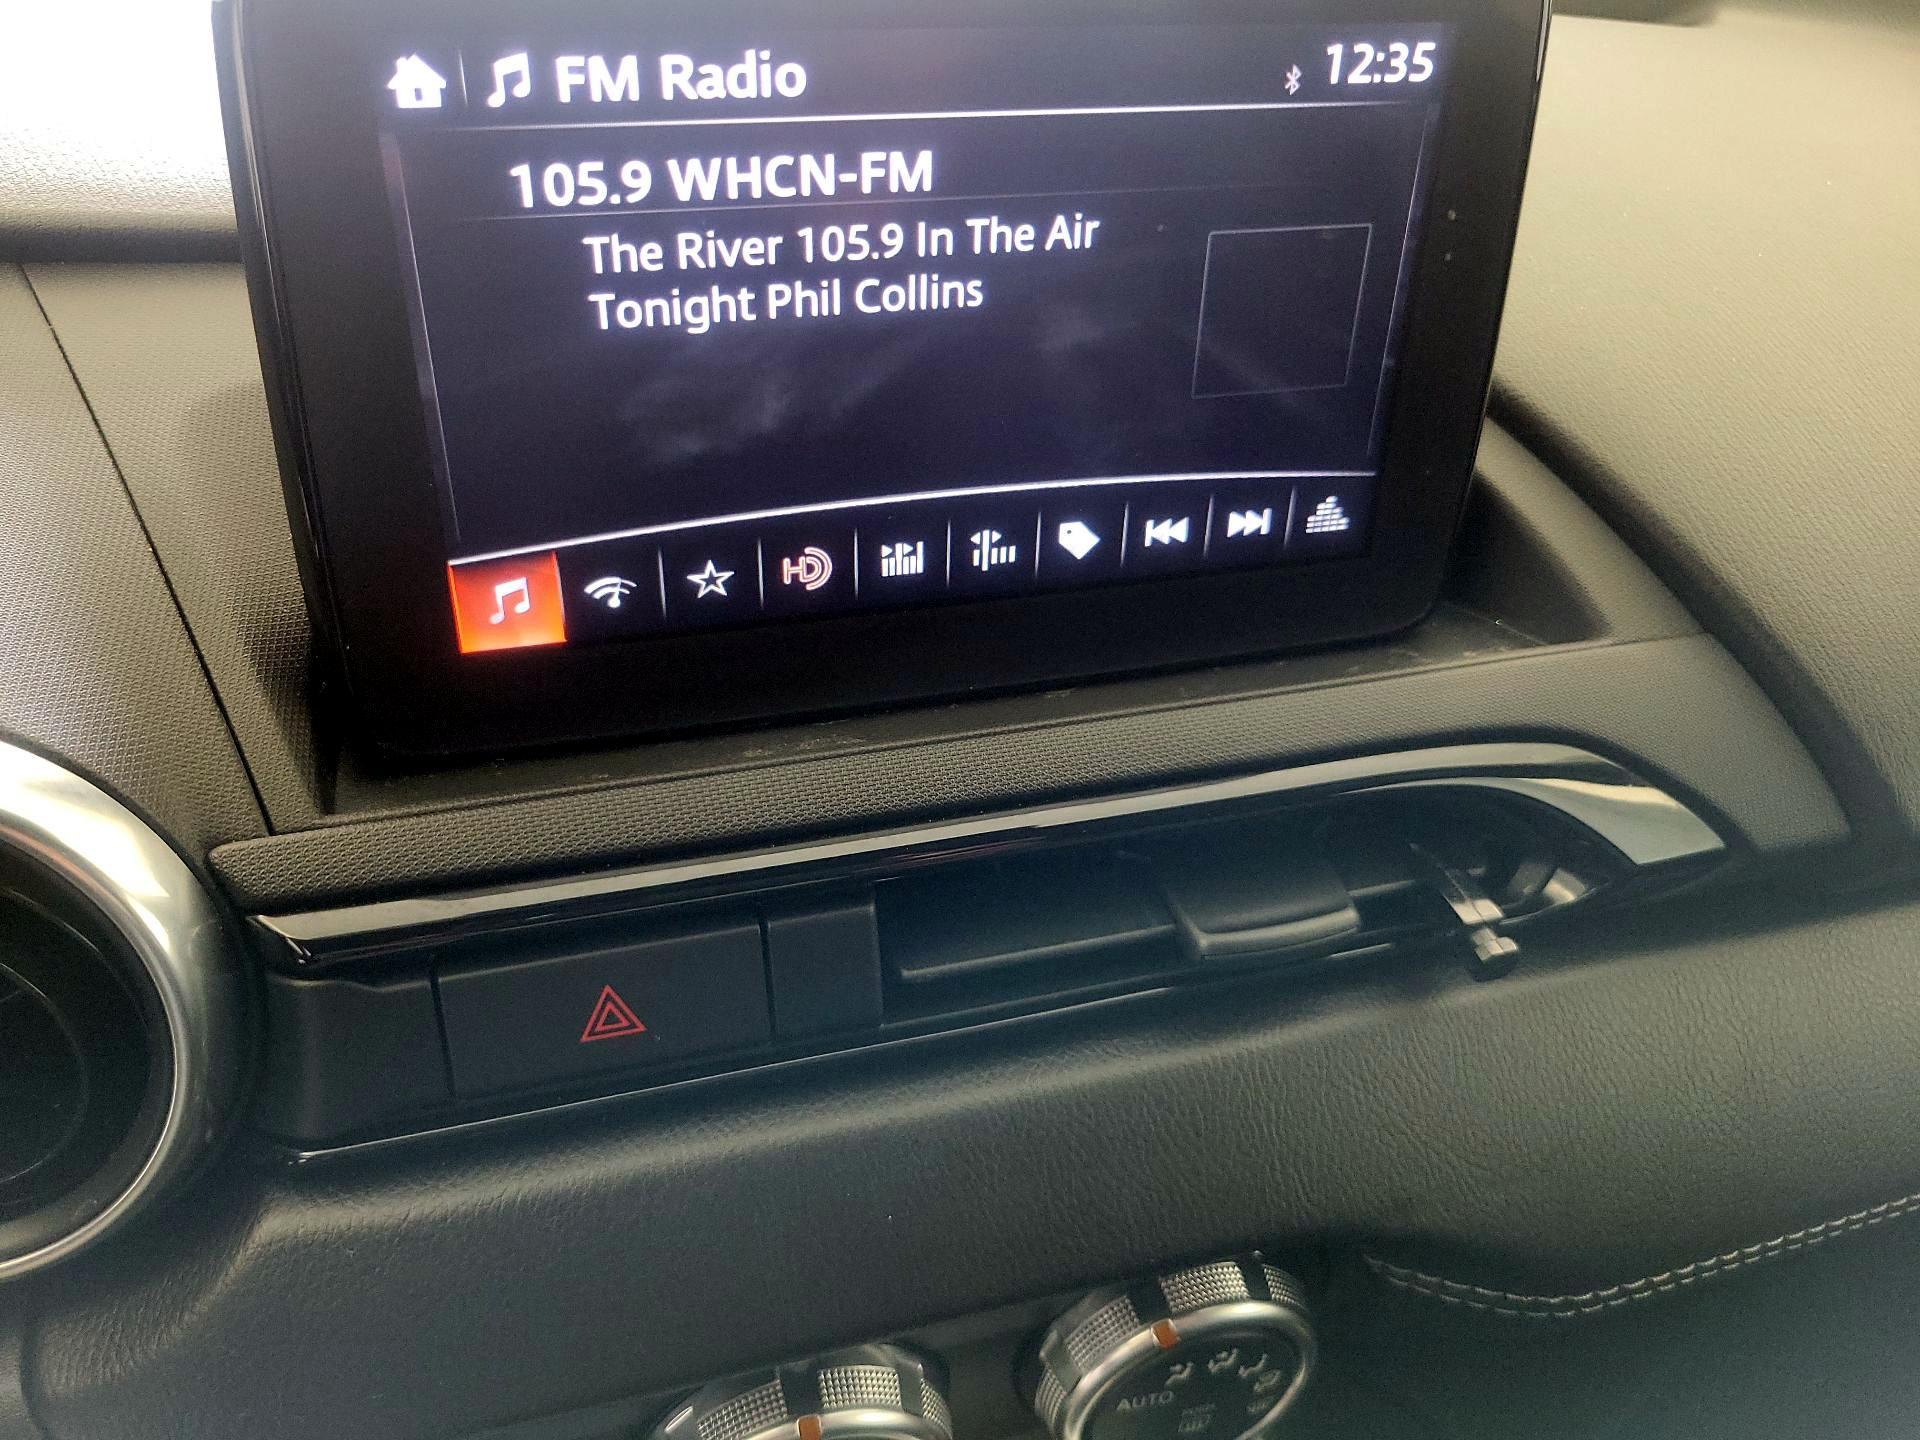 FM Radio
12:35
105.9 WHCN-FM
The River 105.9 In The Air
Tonight Phil Collins
HD
AUTO